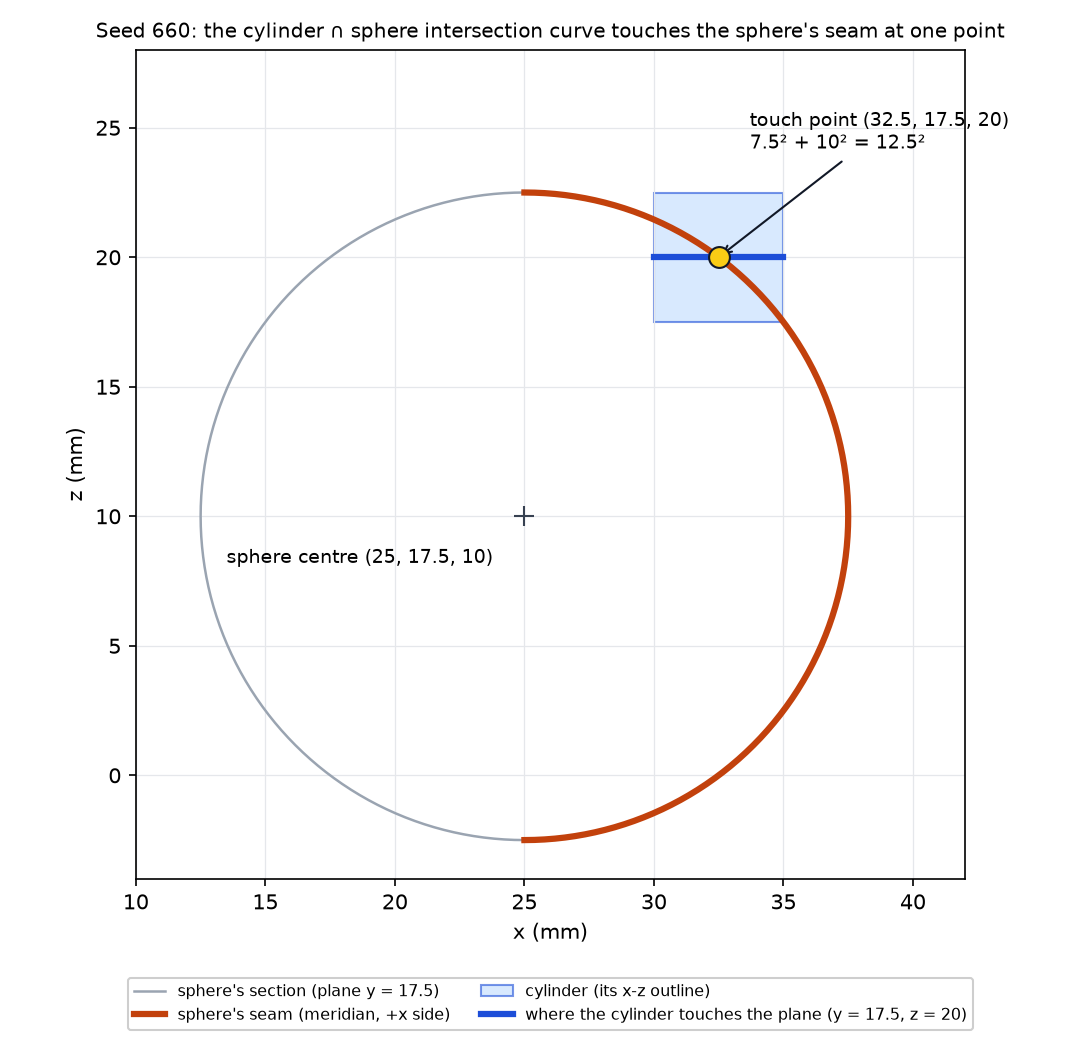 Seed 660: the cylinder ∩ sphere intersection curve touches the sphere's seam at one point
touch point (32.5, 17.5, 20)
7.5² + 10² = 12.5²
sphere centre (25, 17.5, 10)
25
20
15
10
5
0
z (mm)
10 15 20 25 30 35 40
x (mm)
sphere's section (plane y = 17.5)
sphere's seam (meridian, +x side)
cylinder (its x-z outline)
where the cylinder touches the plane (y = 17.5, z = 20)